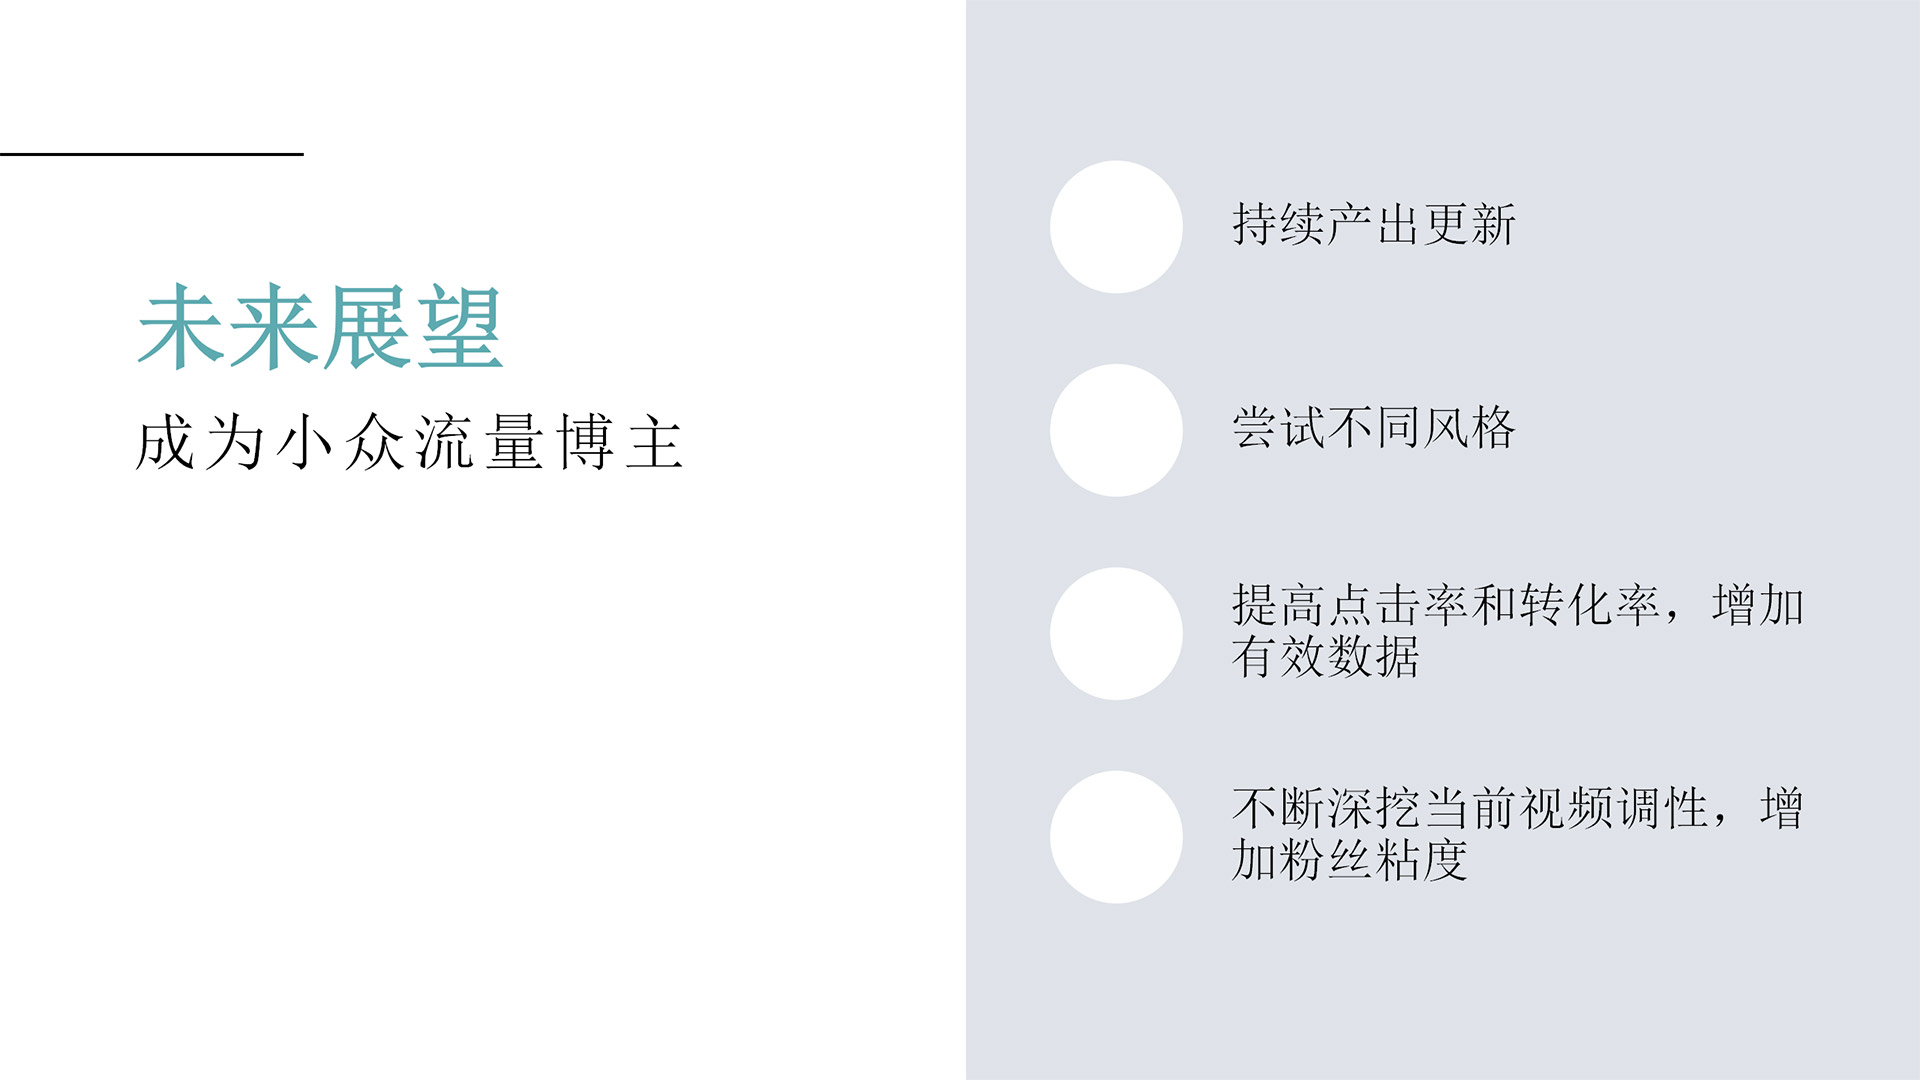 未来展望
成为小众流量博主
持续产出更新
尝试不同风格
提高点击率和转化率，增加
有效数据
不断深挖当前视频调性，增
加粉丝粘度